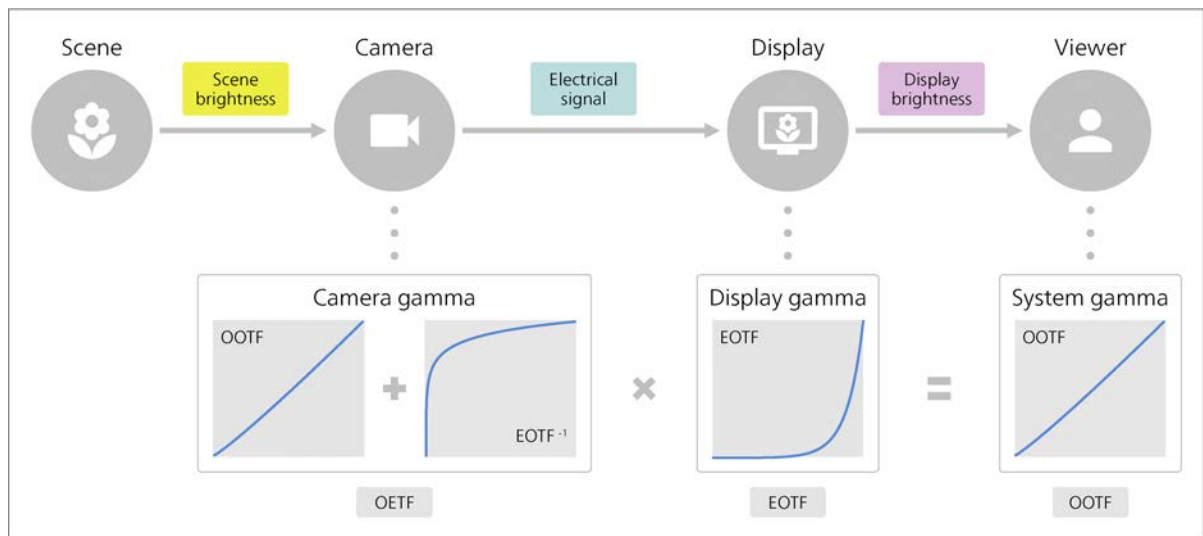 Scene
Camera
Display
Viewer
Scene
brightness
Electrical
signal
Display
brightness
Camera gamma
OOTF
+
EOTF -1
×
Display gamma
EOTF
=
System gamma
OOTF
OETF
EOTF
OOTF